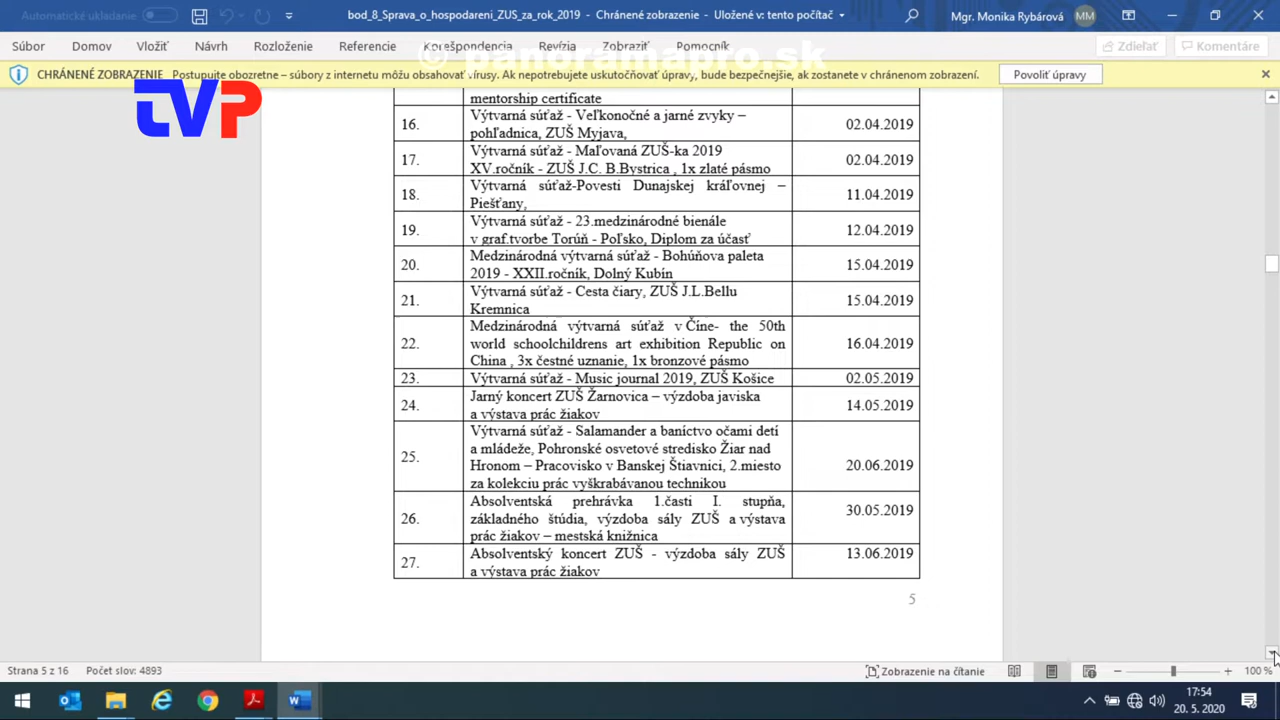 Automatické ukladanie
bod_8_Sprava_o_hospodareni_ZUS_za_rok_2019 - Chránené zobrazenie - Uložené v: tento počítač
Mgr. Monika Rybárová MM
Súbor Domov Vložiť Návrh Rozloženie Referencie Korešpondencia Revízia Zobraziť Pomocník Zdieľať Komentáre
© panoramapro.sk
CHRÁNENÉ ZOBRAZENIE Postupujte obozretne – súbory z internetu môžu obsahovať vírusy. Ak nepotrebujete uskutočňovať úpravy, bude bezpečnejšie, ak zostanete v chránenom zobrazení. Povoliť úpravy
TVP
mentorship certificate
16. Výtvarná súťaž - Veľkonočné a jarné zvyky – 02.04.2019
pohľadnica, ZUŠ Myjava,
17. Výtvarná súťaž - Maľovaná ZUŠ-ka 2019 02.04.2019
XV.ročník - ZUŠ J.C. B.Bystrica , 1x zlaté pásmo
18. Výtvarná súťaž-Povesti Dunajskej kráľovnej – 11.04.2019
Piešťany,
19. Výtvarná súťaž - 23.medzinárodné bienále 12.04.2019
v graf.tvorbe Toruň - Poľsko, Diplom za účasť
20. Medzinárodná výtvarná súťaž - Bohúňova paleta 15.04.2019
2019 - XXII.ročník, Dolný Kubín
21. Výtvarná súťaž - Cesta čiary, ZUŠ J.L.Bellu 15.04.2019
Kremnica
Medzinárodná výtvarná súťaž v Číne- the 50th
22. world schoolchildrens art exhibition Republic on 16.04.2019
China , 3x čestné uznanie, 1x bronzové pásmo
23. Výtvarná súťaž - Music journal 2019, ZUŠ Košice 02.05.2019
24. Jarný koncert ZUŠ Žarnovica – výzdoba javiska 14.05.2019
a výstava prác žiakov
Výtvarná súťaž - Salamander a baníctvo očami detí
25. a mládeže, Pohronské osvetové stredisko Žiar nad 20.06.2019
Hronom – Pracovisko v Banskej Štiavnici, 2.miesto
za kolekciu prác vyškrabávanou technikou
Absolventská prehrávka 1.časti I. stupňa,
26. základného štúdia, výzdoba sály ZUŠ a výstava 30.05.2019
prác žiakov – mestská knižnica
27. Absolventský koncert ZUŠ - výzdoba sály ZUŠ 13.06.2019
a výstava prác žiakov
5
Strana 5 z 16 Počet slov: 4893 Zobrazenie na čítanie 100 %
17:54
20. 5. 2020